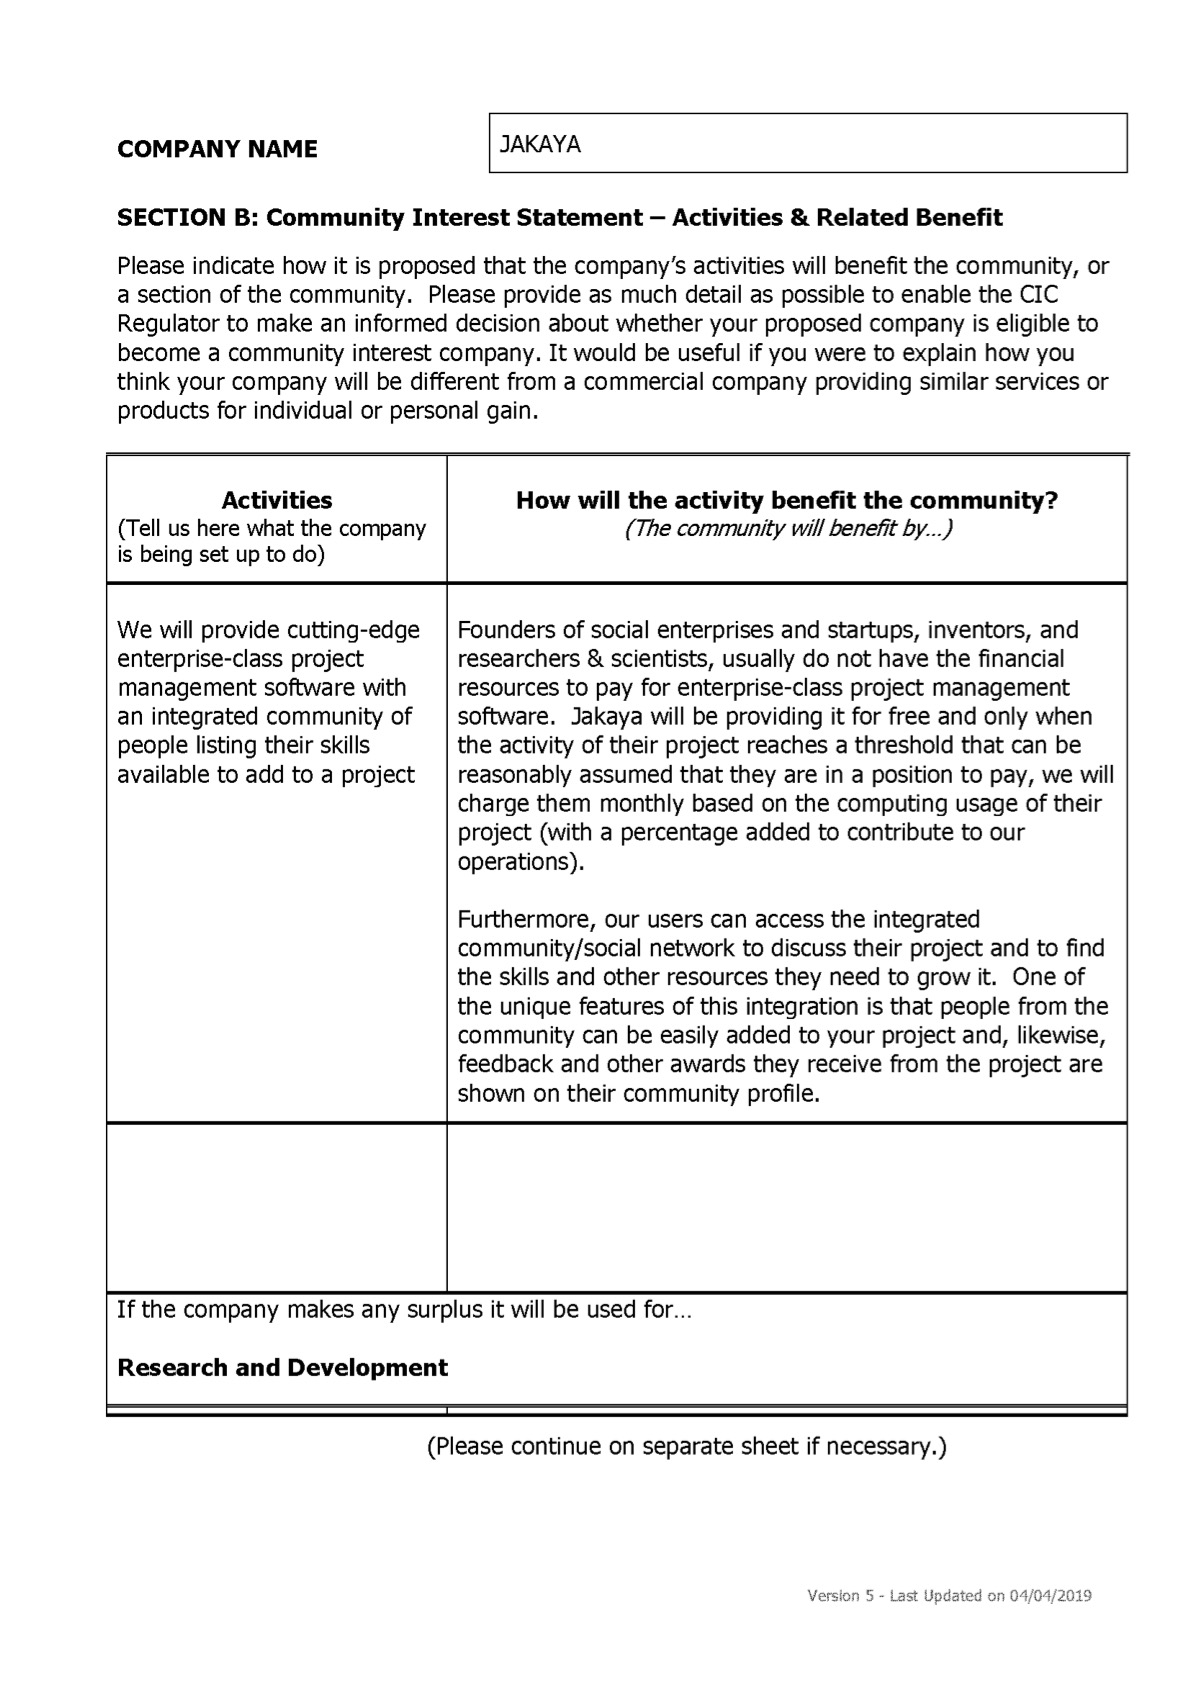 COMPANY NAME
JAKAYA
SECTION B: Community Interest Statement – Activities & Related Benefit
Please indicate how it is proposed that the company’s activities will benefit the community, or
a section of the community.  Please provide as much detail as possible to enable the CIC
Regulator to make an informed decision about whether your proposed company is eligible to
become a community interest company. It would be useful if you were to explain how you
think your company will be different from a commercial company providing similar services or
products for individual or personal gain.
Activities
(Tell us here what the company
is being set up to do)
How will the activity benefit the community?
(The community will benefit by…)
We will provide cutting-edge
enterprise-class project
management software with
an integrated community of
people listing their skills
available to add to a project
Founders of social enterprises and startups, inventors, and
researchers & scientists, usually do not have the financial
resources to pay for enterprise-class project management
software.  Jakaya will be providing it for free and only when
the activity of their project reaches a threshold that can be
reasonably assumed that they are in a position to pay, we will
charge them monthly based on the computing usage of their
project (with a percentage added to contribute to our
operations).
Furthermore, our users can access the integrated
community/social network to discuss their project and to find
the skills and other resources they need to grow it.  One of
the unique features of this integration is that people from the
community can be easily added to your project and, likewise,
feedback and other awards they receive from the project are
shown on their community profile.
If the company makes any surplus it will be used for…
Research and Development
(Please continue on separate sheet if necessary.)
Version 5 - Last Updated on 04/04/2019